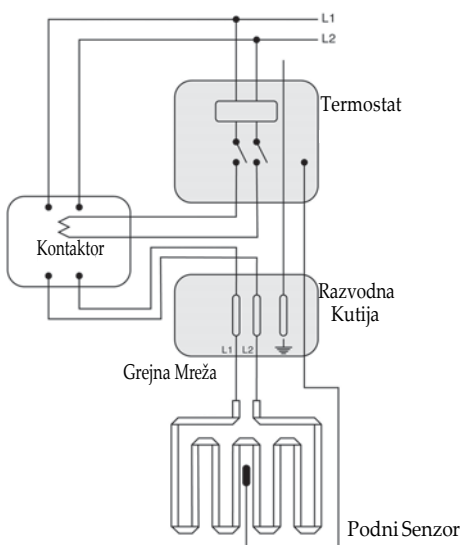 L1
L2
Termostat
Kontaktor
Razvodna
Kutija
L1 L2
Grejna Mreža
Podni Senzor